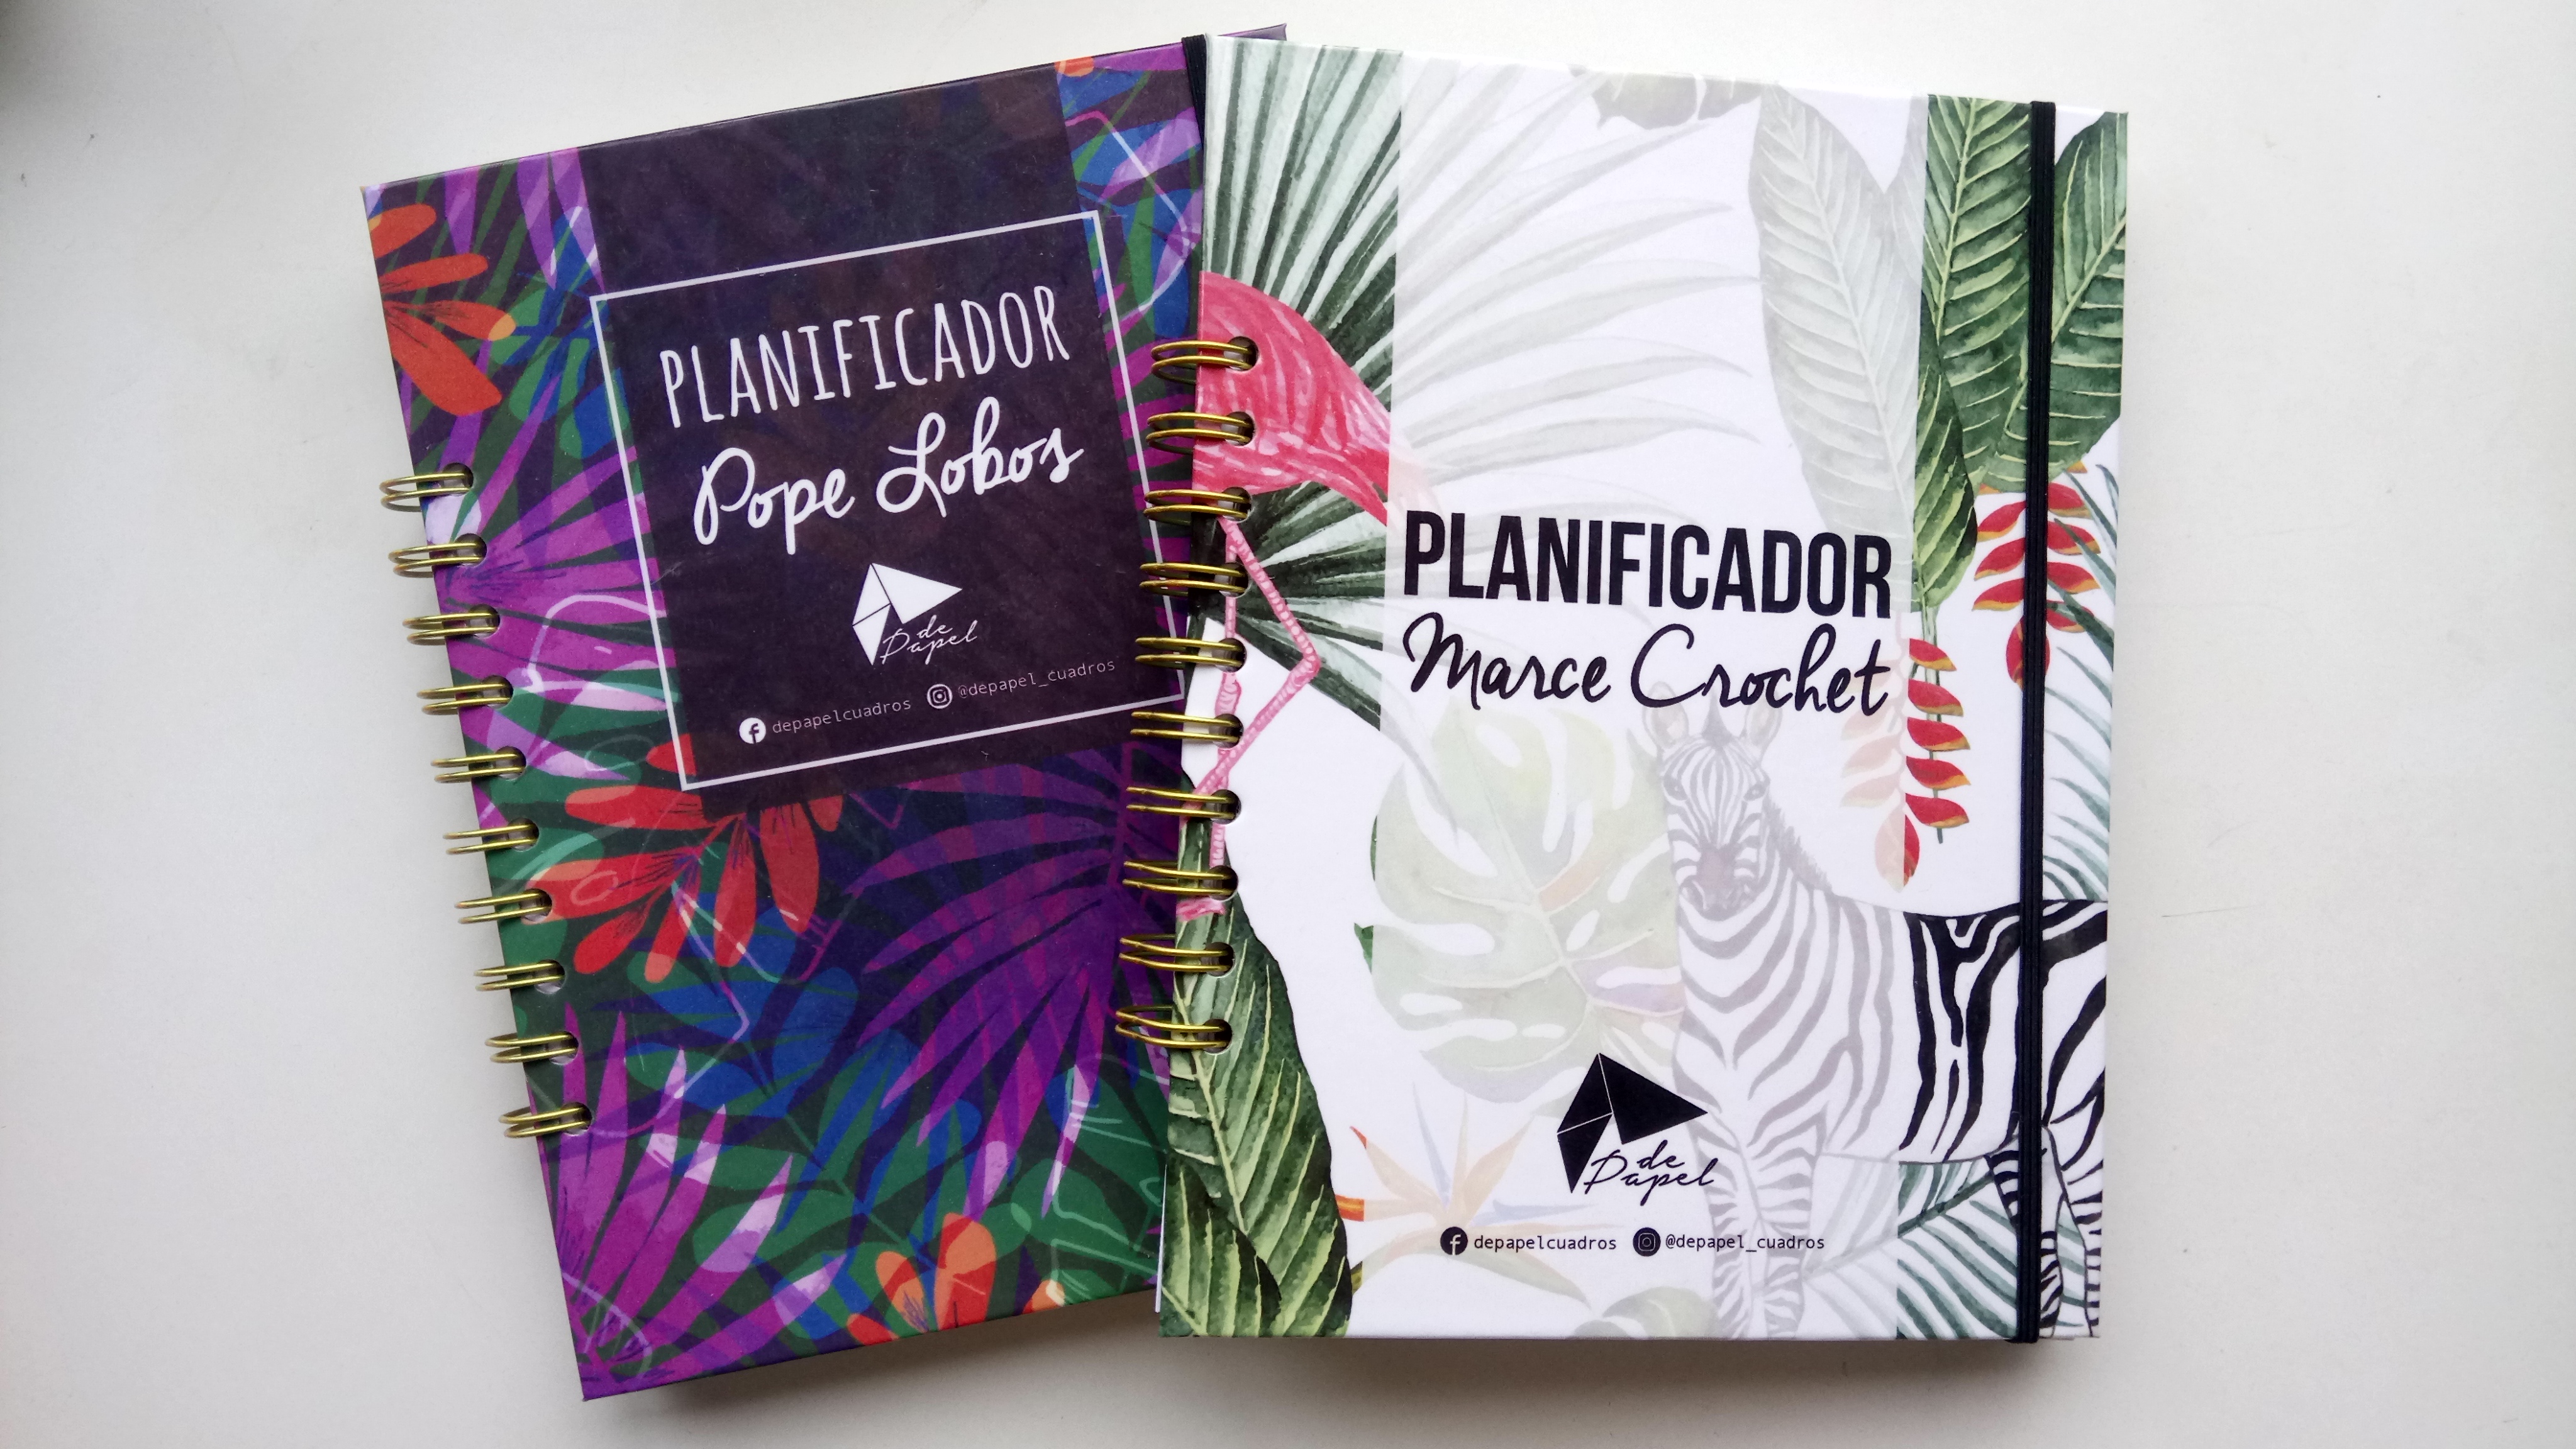 PLANIFICADOR
Pope Lobos
de
Papel
depapelcuadros @depapel_cuadros
PLANIFICADOR
Marce Crochet
de
Papel
depapelcuadros @depapel_cuadros